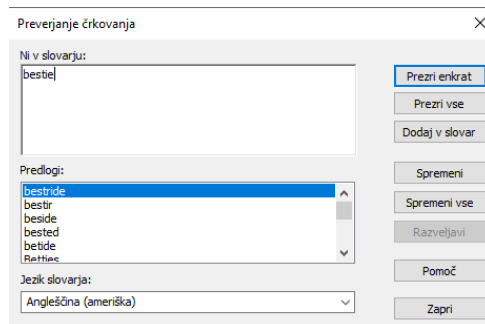 Preverjanje črkovanja
Ni v slovarju:
bestie
Prezri enkrat
Prezri vse
Dodaj v slovar
Predlogi:
bestride
bestir
beside
bested
betide
Betties
Spremeni
Spremeni vse
Razveljavi
Pomoč
Jezik slovarja:
Angleščina (ameriška)
Zapri